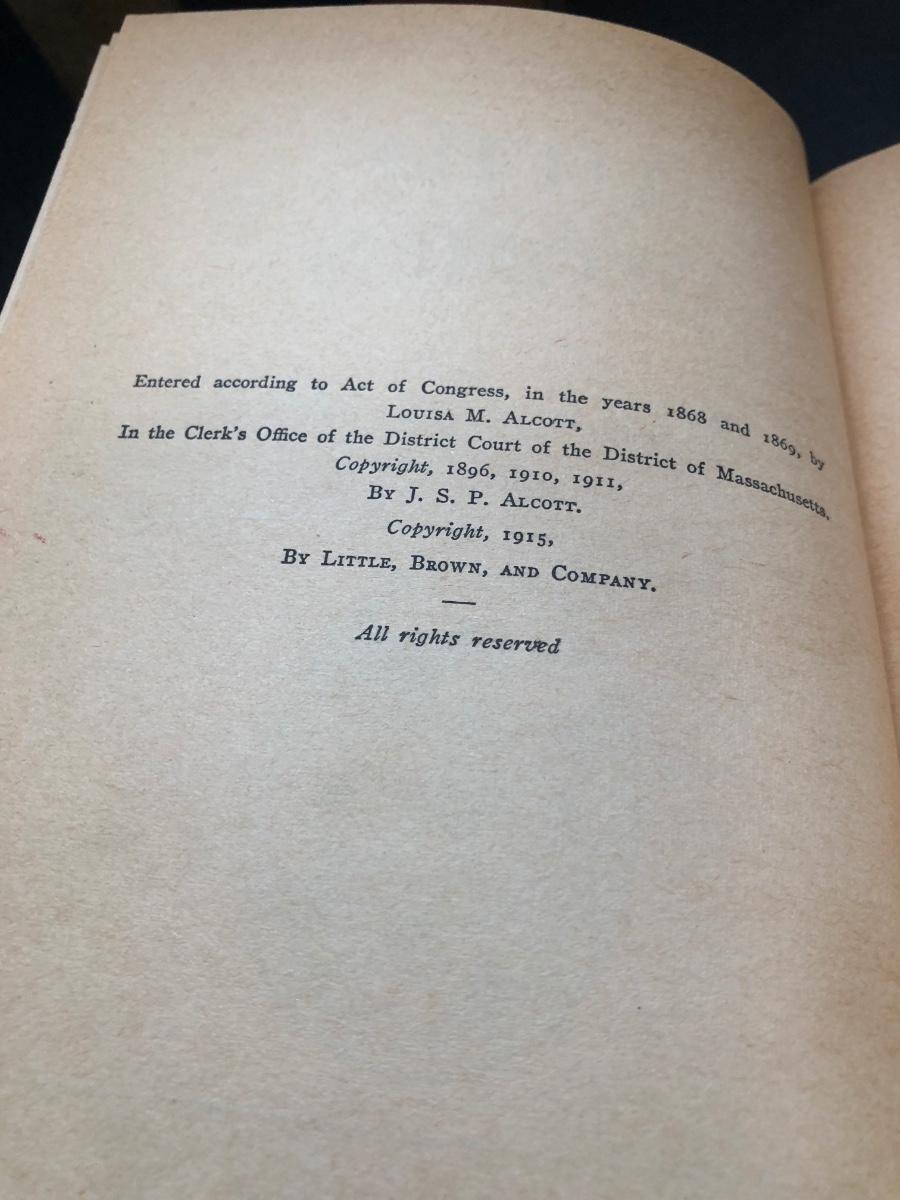 Entered according to Act of Congress, in the years 1868 and 1869, by
Louisa M. Alcott,
In the Clerk's Office of the District Court of the District of Massachusetts.
Copyright, 1896, 1910, 1911,
By J. S. P. Alcott.
Copyright, 1915,
By Little, Brown, and Company.
All rights reserved